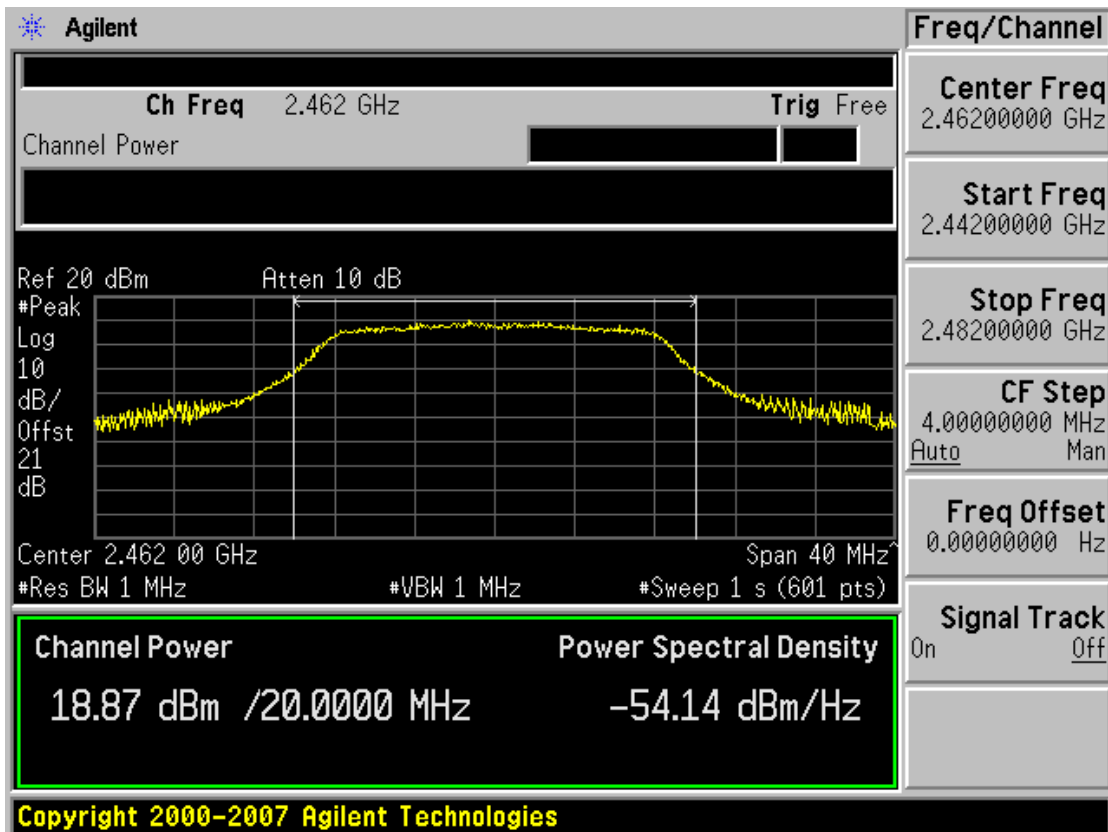 Agilent
Freq/Channel
Ch Freq 2.462 GHz Trig Free
Channel Power
Center Freq
2.46200000 GHz
Start Freq
2.44200000 GHz
Stop Freq
2.48200000 GHz
CF Step
4.00000000 MHz
Auto Man
Freq Offset
0.00000000 Hz
Signal Track
On Off
Ref 20 dBm Atten 10 dB
#Peak
Log
10
dB/
Offst
21
dB
Center 2.462 00 GHz Span 40 MHz^
#Res BW 1 MHz #VBW 1 MHz #Sweep 1 s (601 pts)
Channel Power Power Spectral Density
18.87 dBm /20.0000 MHz -54.14 dBm/Hz
Copyright 2000-2007 Agilent Technologies